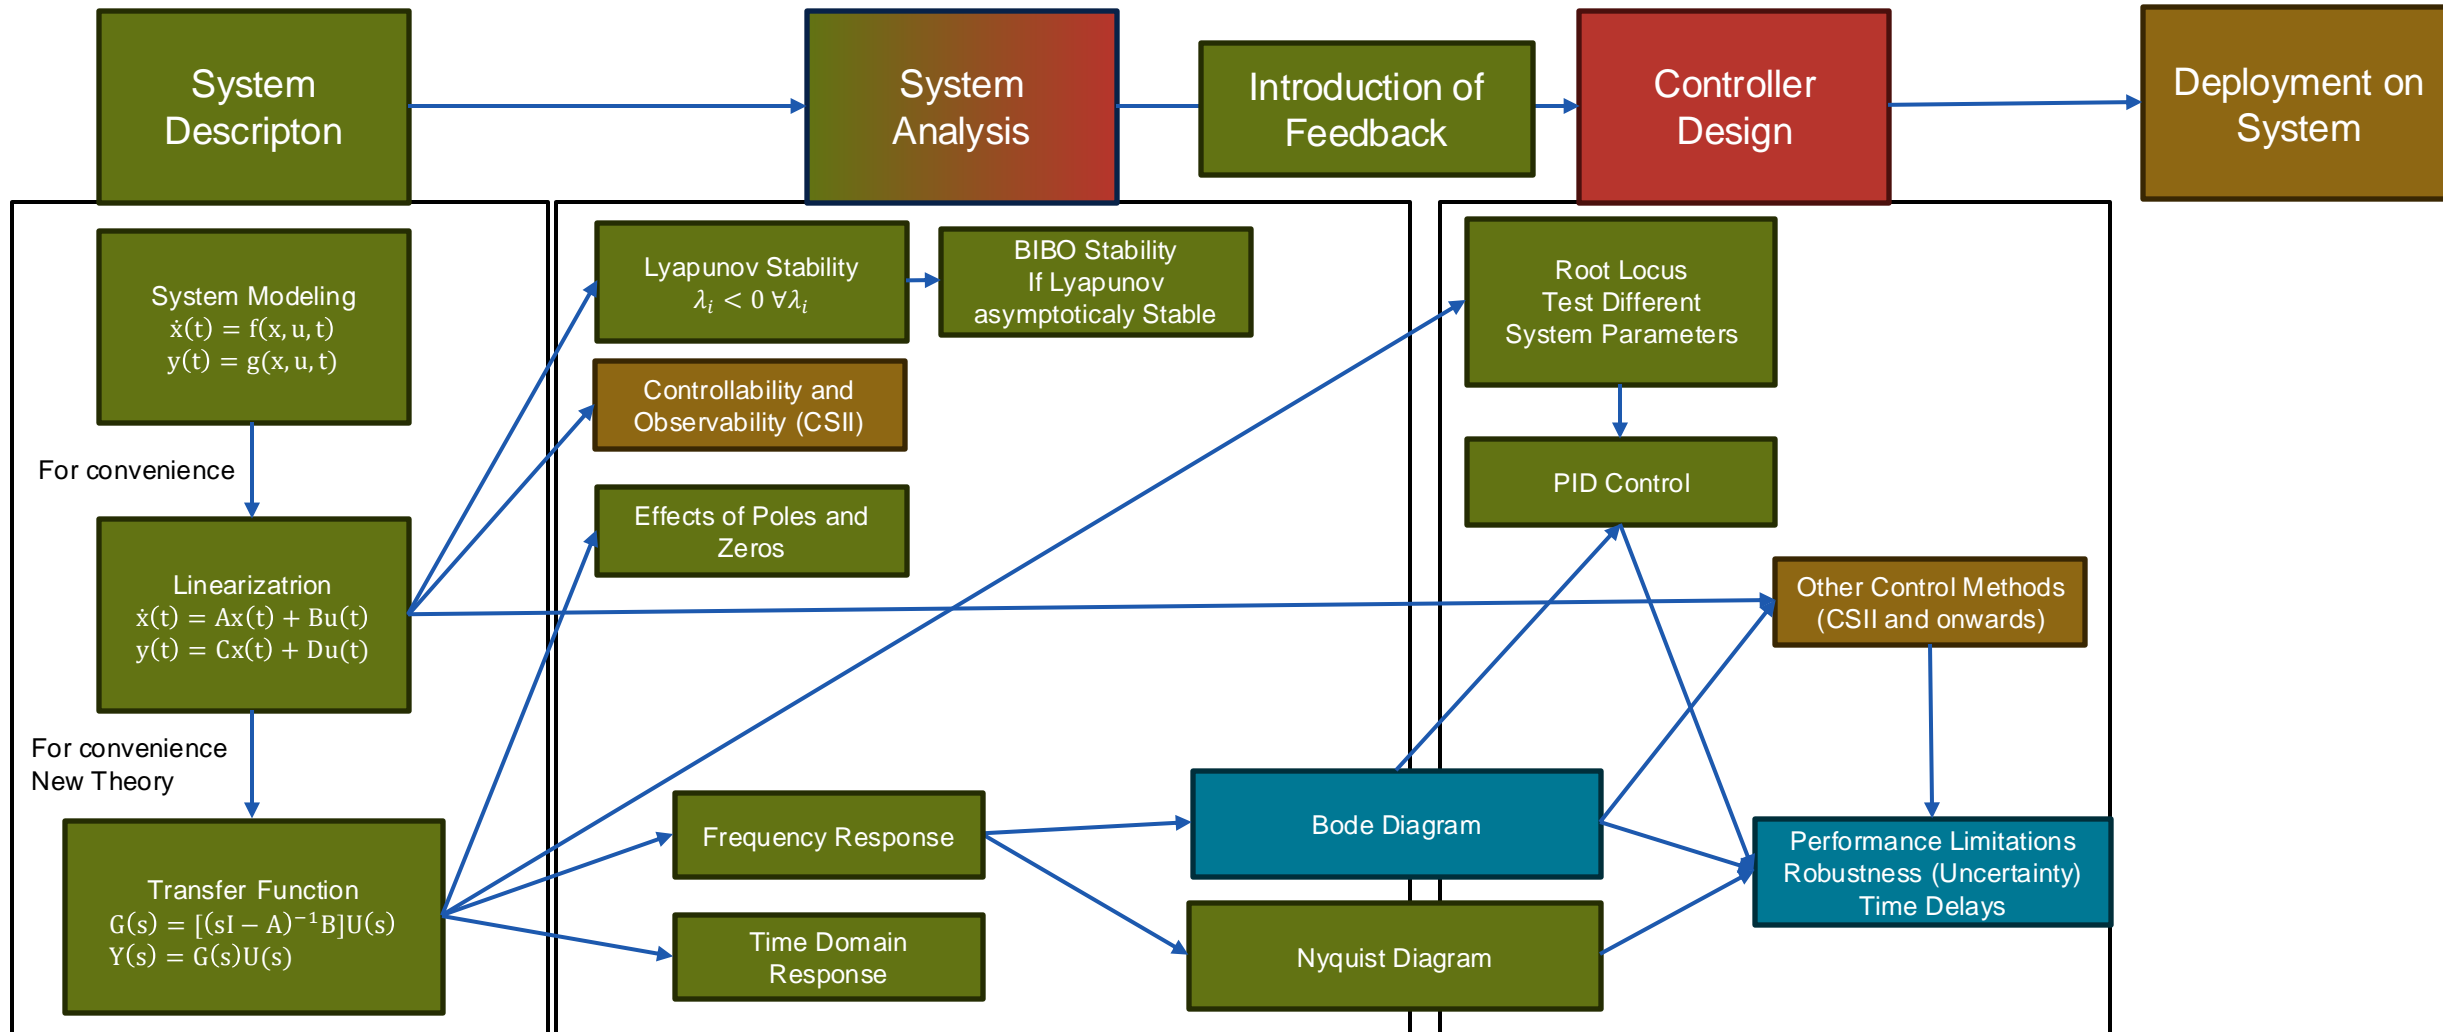 System
Descripton
System
Analysis
Introduction of
Feedback
Controller
Design
Deployment on
System
System Modeling
ẋ(t) = f(x, u, t)
y(t) = g(x, u, t)
For convenience
Linearizatrion
ẋ(t) = Ax(t) + Bu(t)
y(t) = Cx(t) + Du(t)
For convenience
New Theory
Transfer Function
G(s) = [(sI − A)⁻¹B]U(s)
Y(s) = G(s)U(s)
Lyapunov Stability
λᵢ < 0 ∀λᵢ
BIBO Stability
If Lyapunov
asymptoticaly Stable
Controllability and
Observability (CSII)
Effects of Poles and
Zeros
Frequency Response
Time Domain
Response
Bode Diagram
Nyquist Diagram
Root Locus
Test Different
System Parameters
PID Control
Other Control Methods
(CSII and onwards)
Performance Limitations
Robustness (Uncertainty)
Time Delays